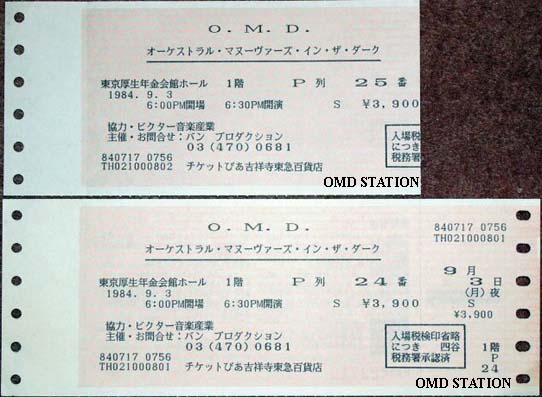 O. M. D.
オーケストラル・マヌーヴァーズ・イン・ザ・ダーク
東京厚生年金会館ホール 1階 P 列 25 番
1984. 9. 3
6:00PM開場 6:30PM開演 S ¥3,900
協力・ビクター音楽産業
主催・お問合せ：バン プロダクション
03 (470) 0681
入場税
につき
税務署
840717 0756
TH021000802 チケットぴあ吉祥寺東急百貨店
OMD STATION
O. M. D.
オーケストラル・マヌーヴァーズ・イン・ザ・ダーク
840717 0756
TH021000801
東京厚生年金会館ホール 1階 P 列 24 番
1984. 9. 3
6:00PM開場 6:30PM開演 S ¥3,900
9 月
3 日
(月) 夜
S
¥3,900
協力・ビクター音楽産業
主催・お問合せ：バン プロダクション
03 (470) 0681
入場税検印省略
につき 四谷
税務署承認済
1階
P
24
840717 0756
TH021000801 チケットぴあ吉祥寺東急百貨店
OMD STATION